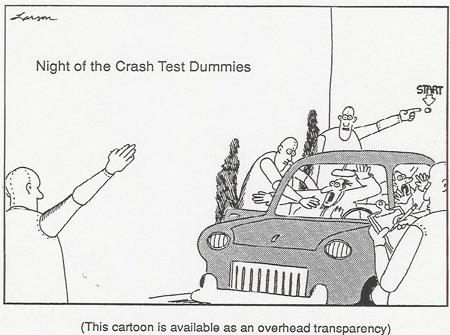 Larson
Night of the Crash Test Dummies
START
(This cartoon is available as an overhead transparency)